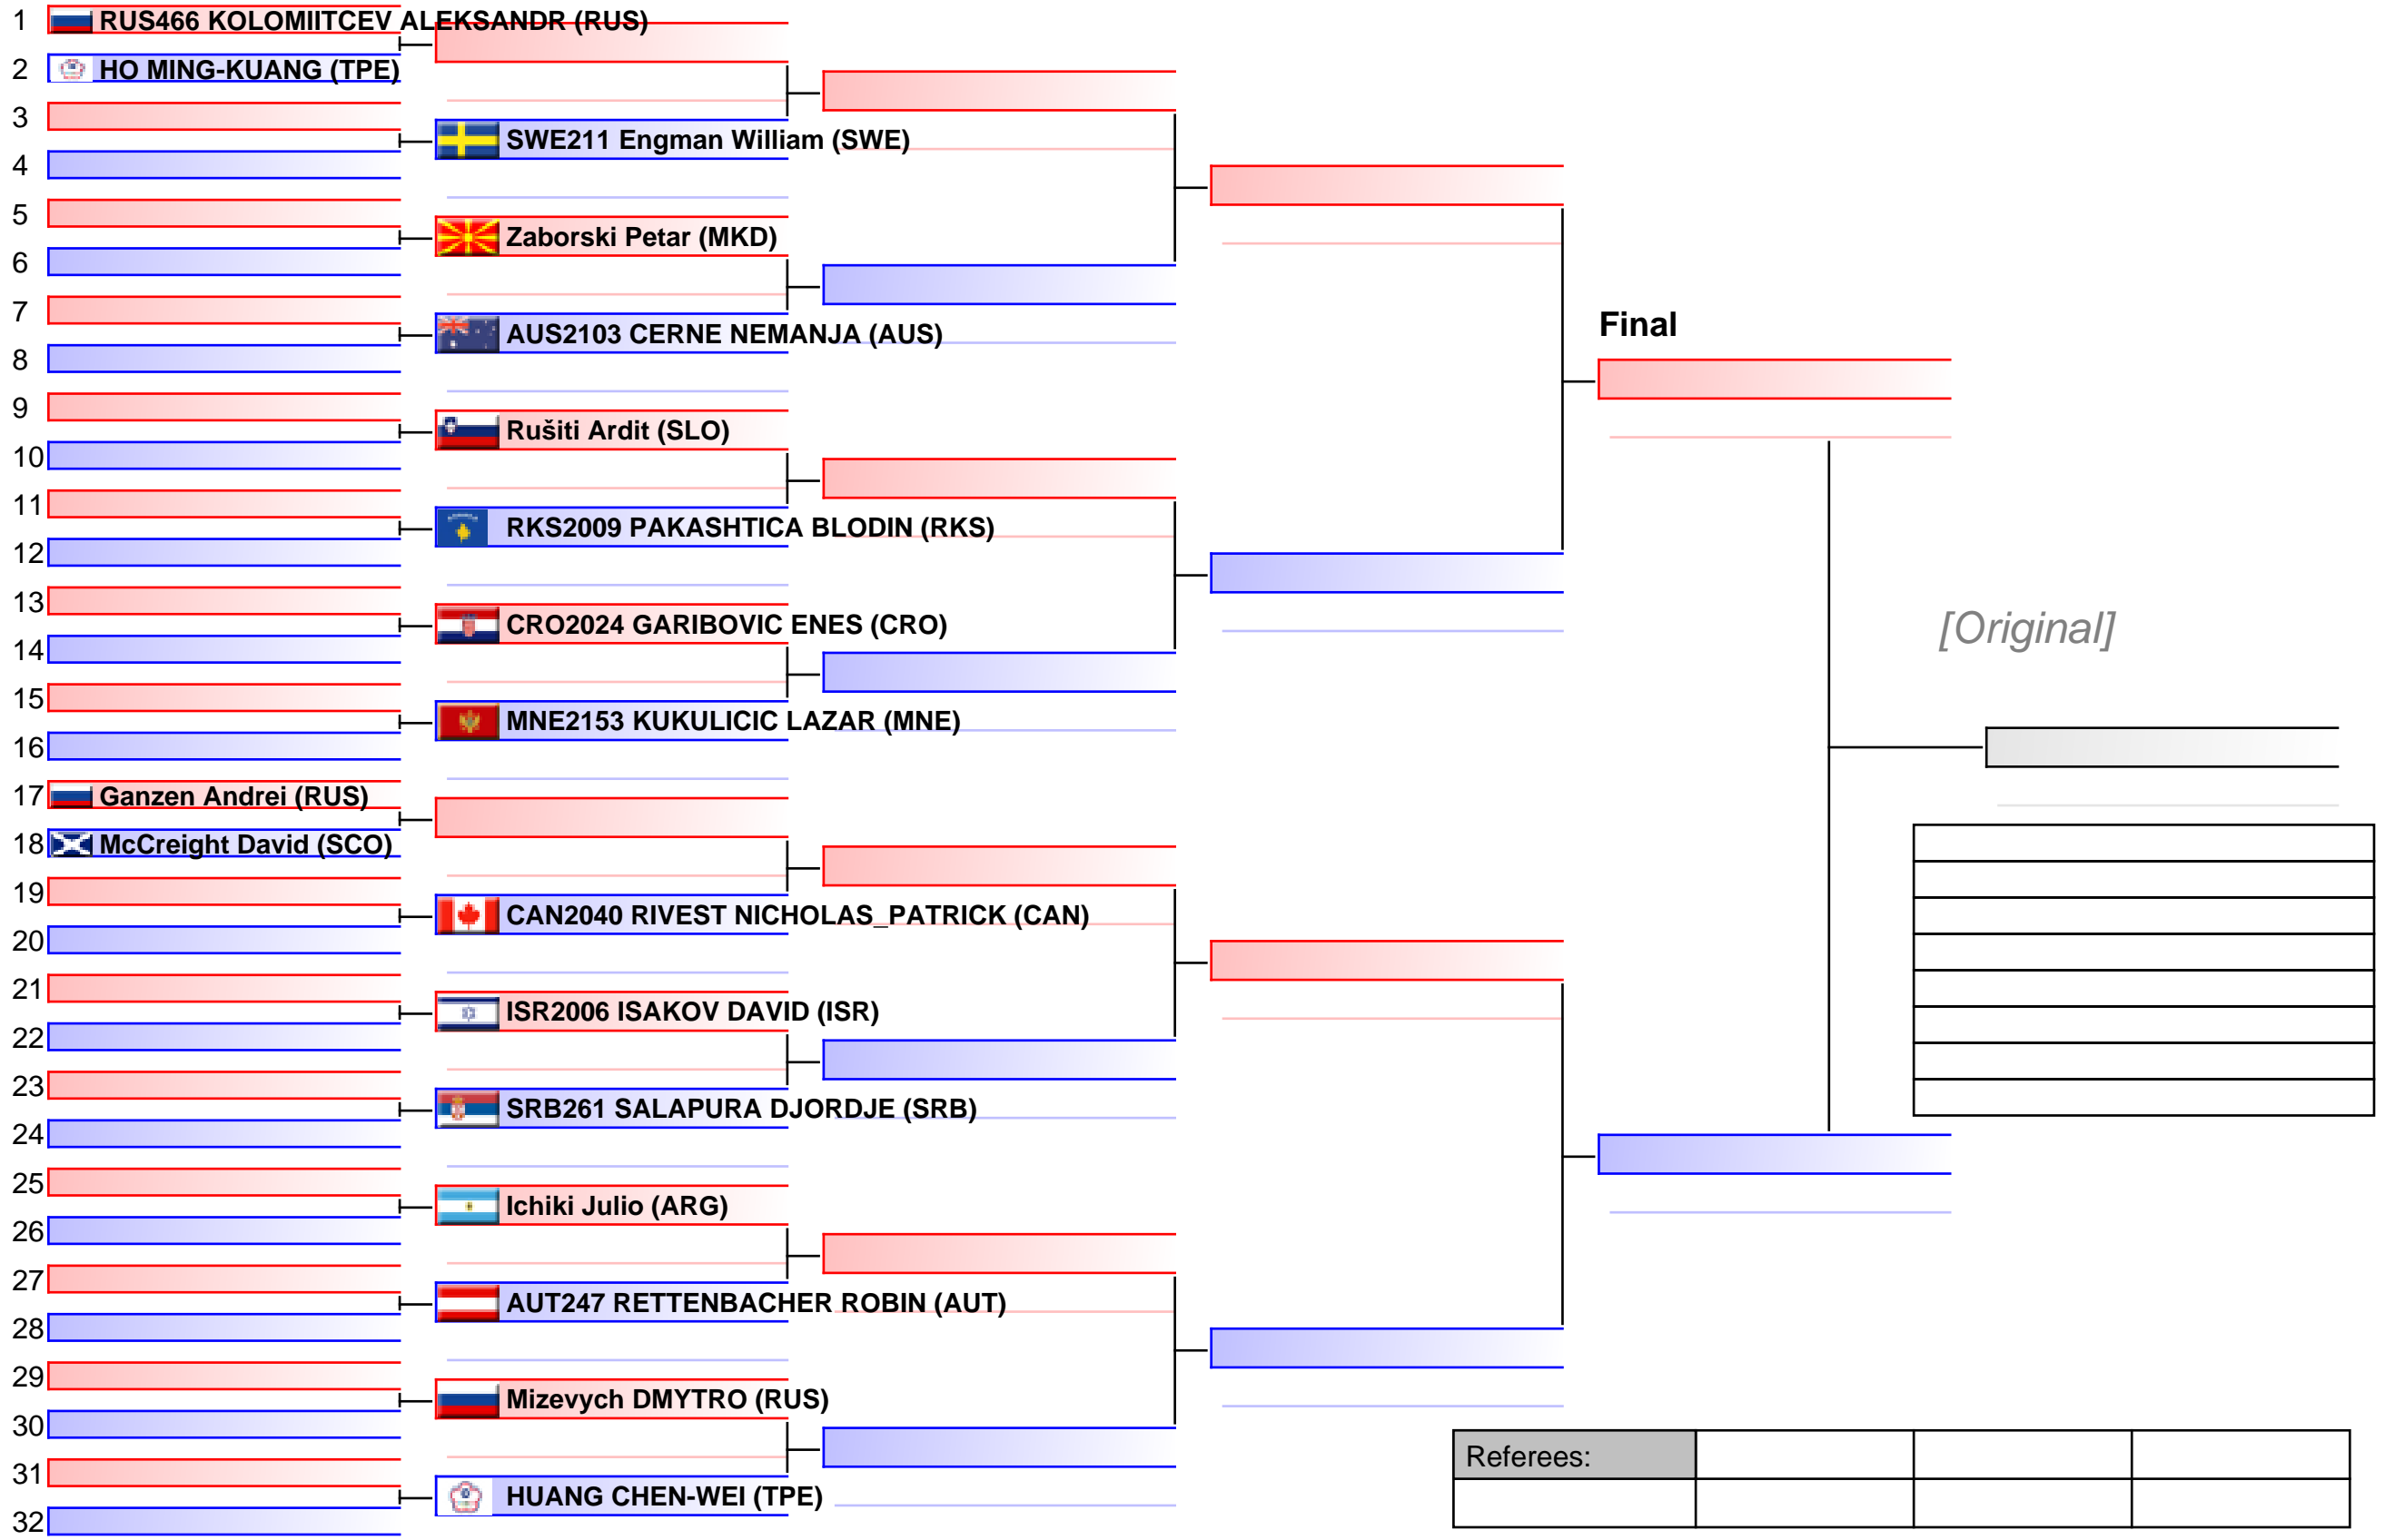 1 RUS466 KOLOMIITCEV ALEKSANDR (RUS)
2 HO MING-KUANG (TPE)
3
SWE211 Engman William (SWE)
4
5
Zaborski Petar (MKD)
6
7
Final
AUS2103 CERNE NEMANJA (AUS)
8
9
Rušiti Ardit (SLO)
10
11
RKS2009 PAKASHTICA BLODIN (RKS)
12
13
CRO2024 GARIBOVIC ENES (CRO)
[Original]
14
15
MNE2153 KUKULICIC LAZAR (MNE)
16
17 Ganzen Andrei (RUS)
18 McCreight David (SCO)
19
CAN2040 RIVEST NICHOLAS_PATRICK (CAN)
20
21
ISR2006 ISAKOV DAVID (ISR)
22
23
SRB261 SALAPURA DJORDJE (SRB)
24
25
Ichiki Julio (ARG)
26
27
AUT247 RETTENBACHER ROBIN (AUT)
28
29
Mizevych DMYTRO (RUS)
30
Referees:
31
HUANG CHEN-WEI (TPE)
32